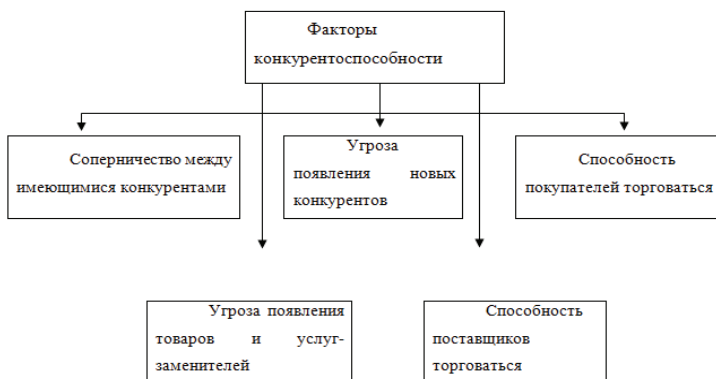 Факторы
конкурентоспособности
Соперничество между
имеющимися конкурентами
Угроза
появления новых
конкурентов
Способность
покупателей торговаться
Угроза появления
товаров и услуг-
заменителей
Способность
поставщиков
торговаться